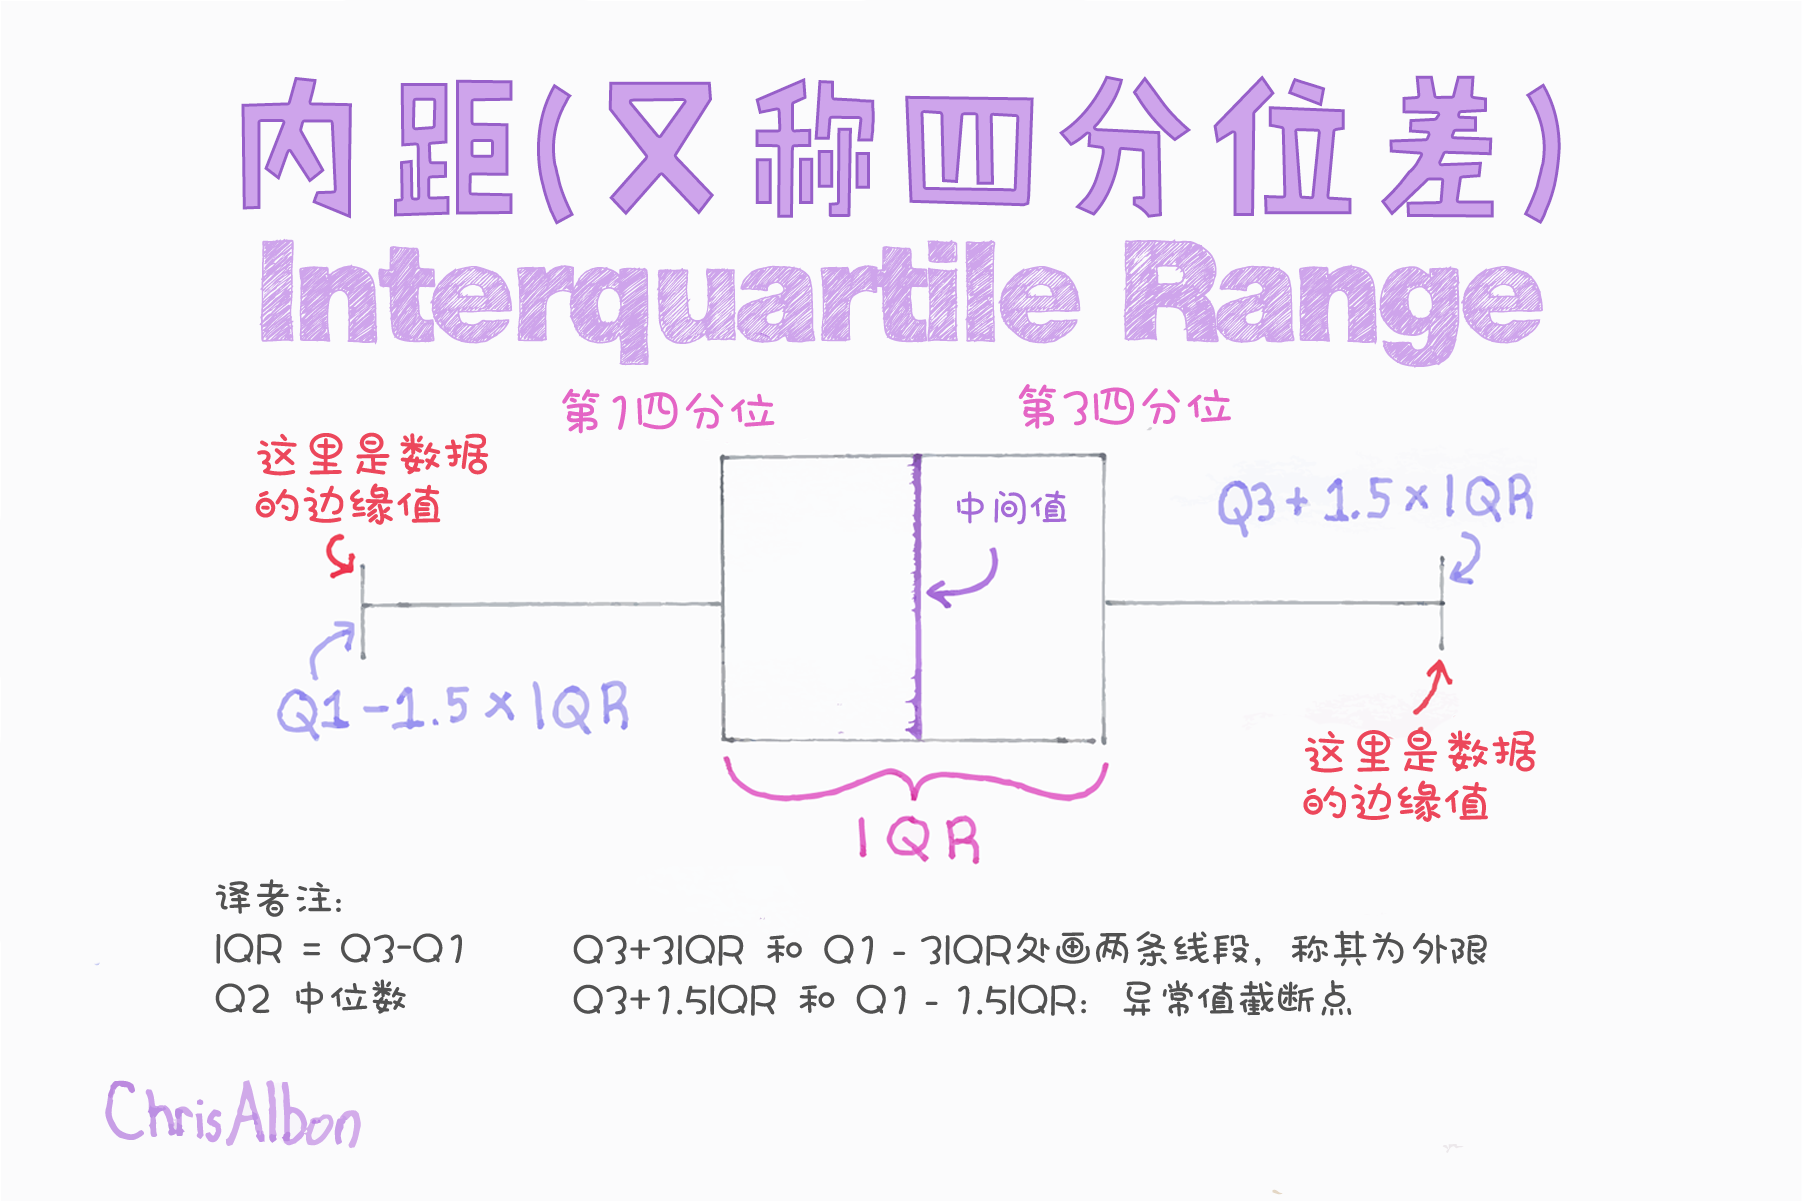 内距(又称四分位差)
Interquartile Range
第1四分位
第3四分位
这里是数据
的边缘值
中间值
Q3+1.5×IQR
Q1-1.5×IQR
这里是数据
的边缘值
IQR
译者注:
IQR = Q3-Q1
Q3+3IQR 和 Q1 - 3IQR处画两条线段，称其为外限
Q2 中位数
Q3+1.5IQR 和 Q1 - 1.5IQR： 异常值截断点
ChrisAlbon